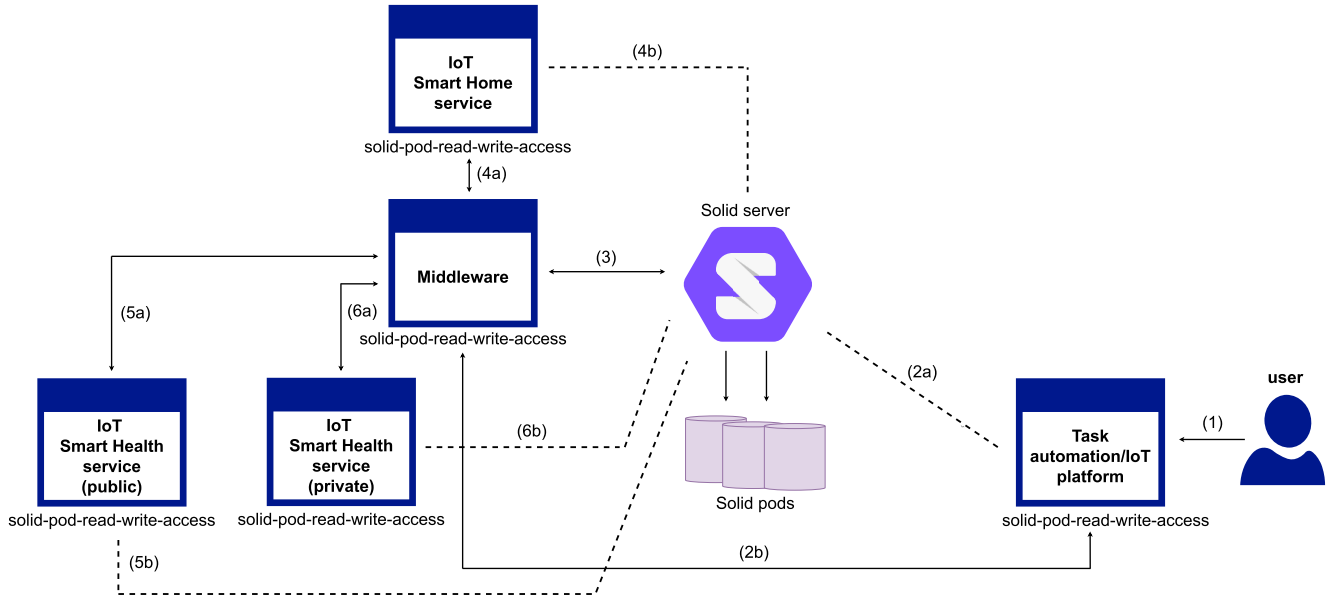 IoT
Smart Home
service
solid-pod-read-write-access
(4b)
(4a)
Solid server
Middleware
solid-pod-read-write-access
(3)
(5a)
(6a)
(2a)
user
(1)
IoT
Smart Health
service
(public)
solid-pod-read-write-access
IoT
Smart Health
service
(private)
solid-pod-read-write-access
(6b)
Solid pods
Task
automation/IoT
platform
solid-pod-read-write-access
(5b)
(2b)